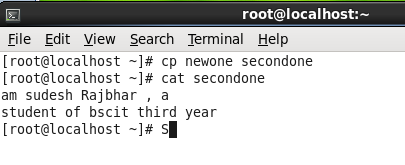 root@localhost:~
File Edit View Search Terminal Help
[root@localhost ~]# cp newone secondone
[root@localhost ~]# cat secondone
am sudesh Rajbhar , a
student of bscit third year
[root@localhost ~]# S